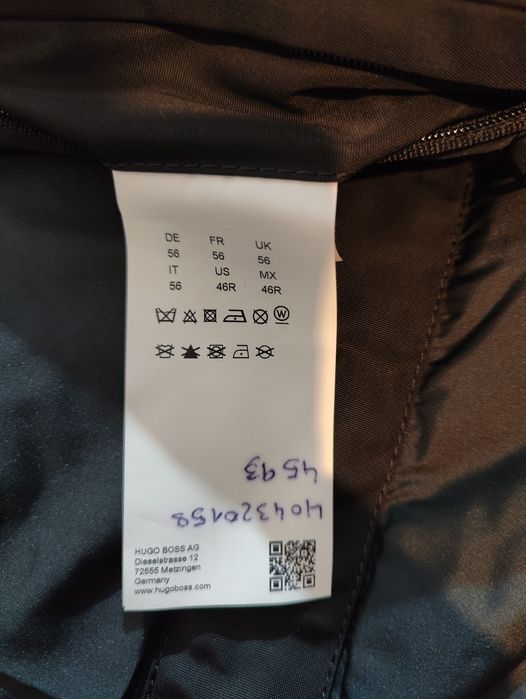 DE FR UK
56 56 56
IT US MX
56 46R 46R
W
404320158
4593
HUGO BOSS AG
Dieselstrasse 12
72555 Metzingen
Germany
www.hugoboss.com